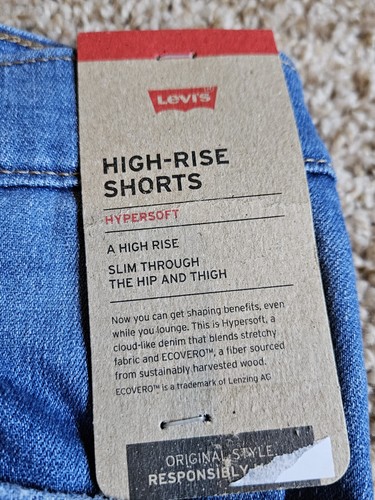 Levi's
HIGH-RISE
SHORTS
HYPERSOFT
A HIGH RISE
SLIM THROUGH
THE HIP AND THIGH
Now you can get shaping benefits, even
while you lounge. This is Hypersoft, a
cloud-like denim that blends stretchy
fabric and ECOVERO™, a fiber sourced
from sustainably harvested wood.
ECOVERO™ is a trademark of Lenzing AG
ORIGINAL STYLE
RESPONSIBLY